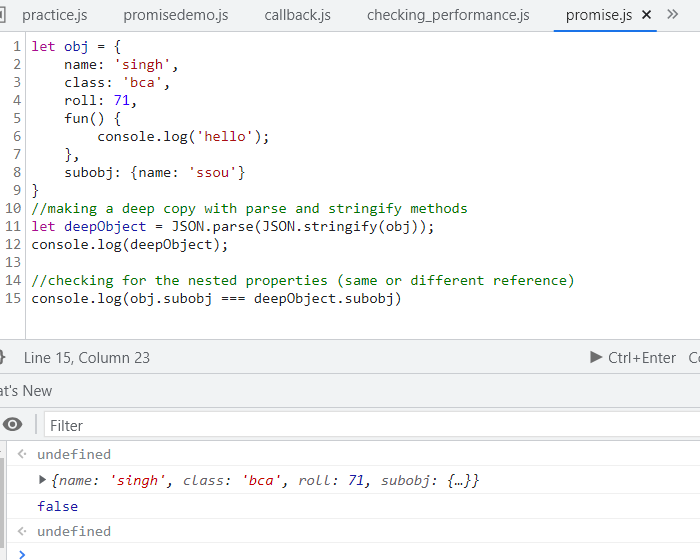 practice.js promisedemo.js callback.js checking_performance.js promise.js × »
1 let obj = {
2     name: 'singh',
3     class: 'bca',
4     roll: 71,
5     fun() {
6         console.log('hello');
7     },
8     subobj: {name: 'ssou'}
9 }
10 //making a deep copy with parse and stringify methods
11 let deepObject = JSON.parse(JSON.stringify(obj));
12 console.log(deepObject);
13
14 //checking for the nested properties (same or different reference)
15 console.log(obj.subobj === deepObject.subobj)
} Line 15, Column 23 ▶ Ctrl+Enter
at's New
Filter
undefined
▶ {name: 'singh', class: 'bca', roll: 71, subobj: {…}}
false
undefined